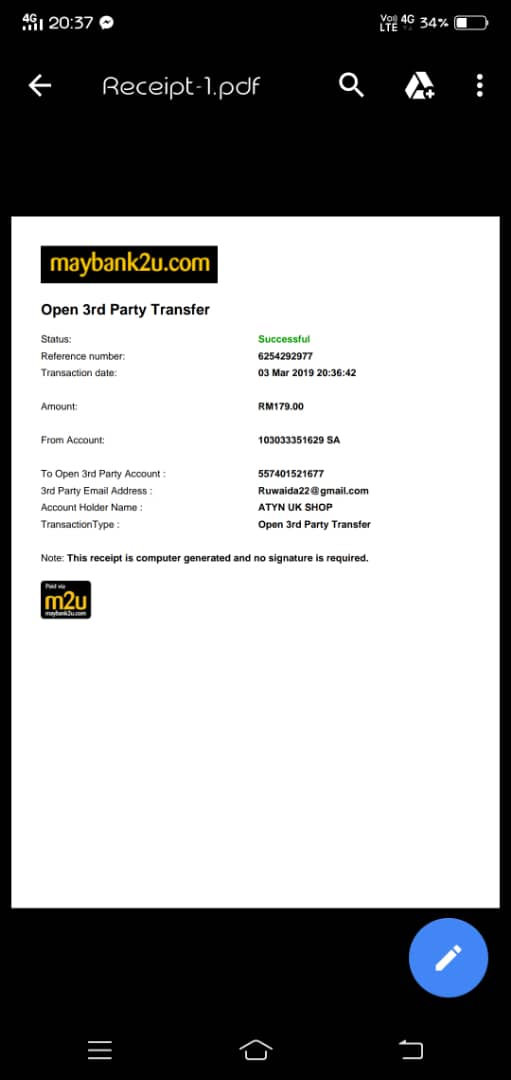 4G 20:37 Vo) 4G LTE 34%
Receipt-1.pdf
maybank2u.com
Open 3rd Party Transfer
Status: Successful
Reference number: 6254292977
Transaction date: 03 Mar 2019 20:36:42
Amount: RM179.00
From Account: 103033351629 SA
To Open 3rd Party Account : 557401521677
3rd Party Email Address : Ruwaida22@gmail.com
Account Holder Name : ATYN UK SHOP
TransactionType : Open 3rd Party Transfer
Note: This receipt is computer generated and no signature is required.
Paid via
m2u
maybank2u.com